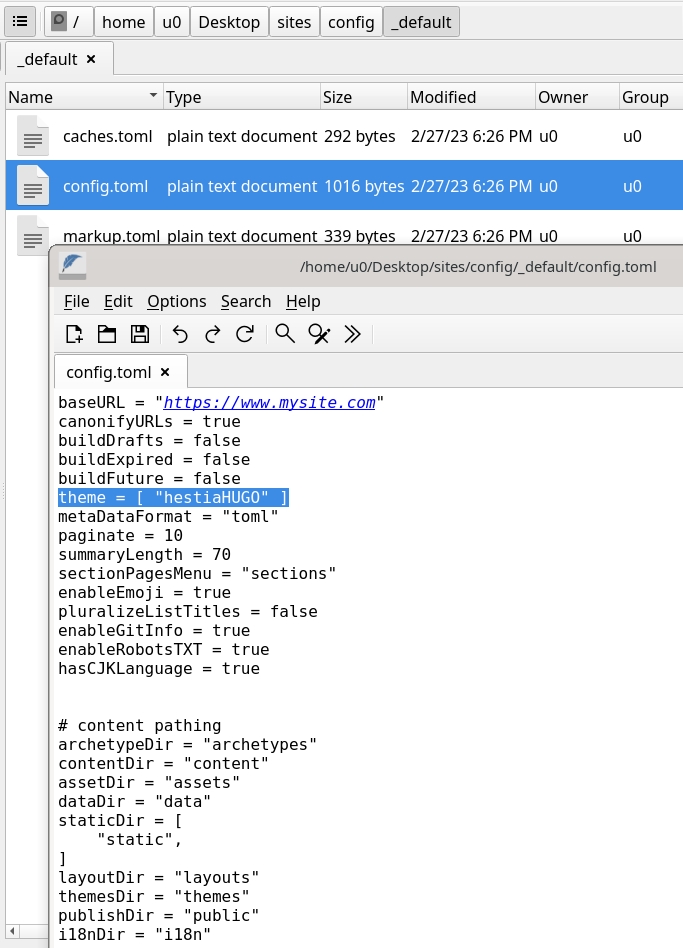 / home u0 Desktop sites config _default
_default
Name Type Size Modified Owner Group
caches.toml plain text document 292 bytes 2/27/23 6:26 PM u0 u0
config.toml plain text document 1016 bytes 2/27/23 6:26 PM u0 u0
markup.toml plain text document 339 bytes 2/27/23 6:26 PM u0 u0
/home/u0/Desktop/sites/config/_default/config.toml
File Edit Options Search Help
config.toml
baseURL = "https://www.mysite.com"
canonifyURLs = true
buildDrafts = false
buildExpired = false
buildFuture = false
theme = [ "hestiaHUGO" ]
metaDataFormat = "toml"
paginate = 10
summaryLength = 70
sectionPagesMenu = "sections"
enableEmoji = true
pluralizeListTitles = false
enableGitInfo = true
enableRobotsTXT = true
hasCJKLanguage = true
# content pathing
archetypeDir = "archetypes"
contentDir = "content"
assetDir = "assets"
dataDir = "data"
staticDir = [
    "static",
]
layoutDir = "layouts"
themesDir = "themes"
publishDir = "public"
i18nDir = "i18n"